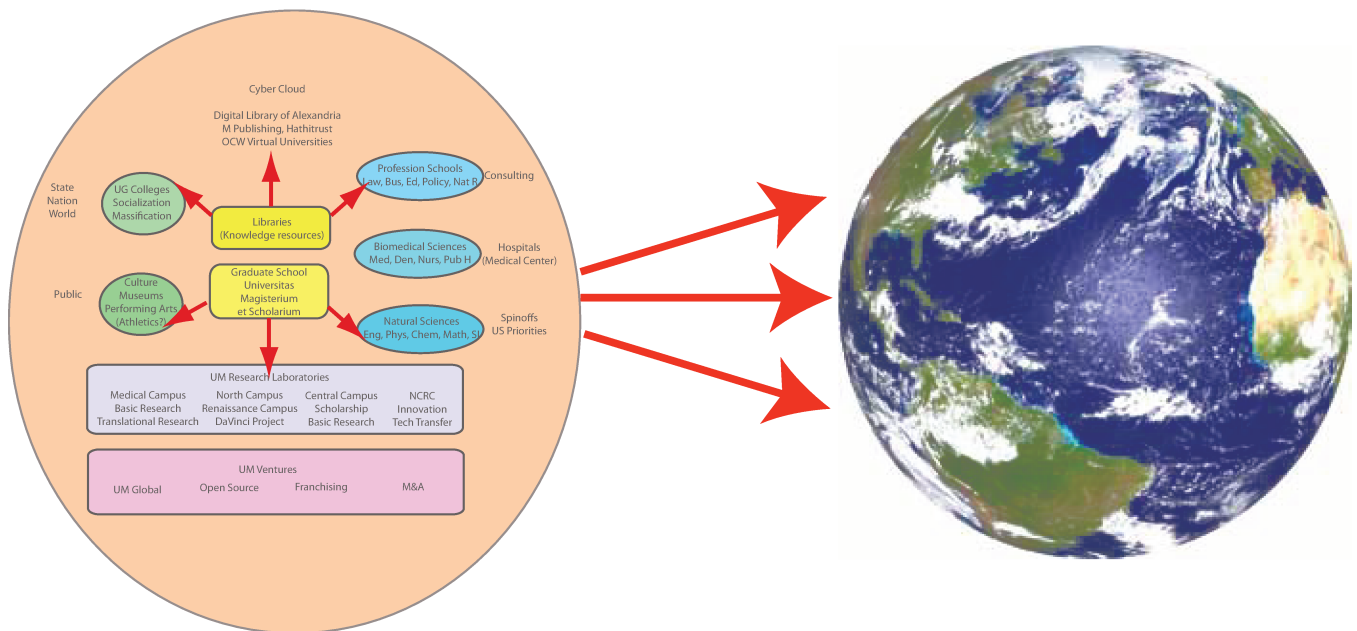 Cyber Cloud
Digital Library of Alexandria
M Publishing, Hathitrust
OCW Virtual Universities
State
Nation
World
UG Colleges
Socialization
Massification
Libraries
(Knowledge resources)
Profession Schools
Law, Bus, Ed, Policy, Nat R
Consulting
Biomedical Sciences
Med, Den, Nurs, Pub H
Hospitals
(Medical Center)
Public
Culture
Museums
Performing Arts
(Athletics?)
Graduate School
Universitas
Magisterium
et Scholarium
Natural Sciences
Eng, Phys, Chem, Math, SI
Spinoffs
US Priorities
UM Research Laboratories
Medical Campus
Basic Research
Translational Research
North Campus
Renaissance Campus
DaVinci Project
Central Campus
Scholarship
Basic Research
NCRC
Innovation
Tech Transfer
UM Ventures
UM Global
Open Source
Franchising
M&A